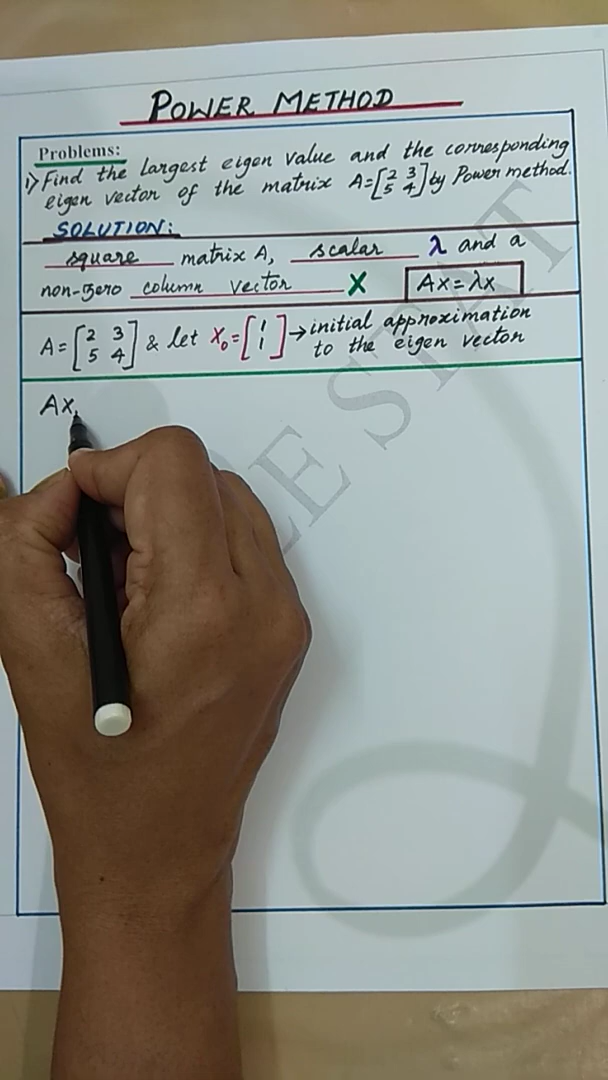 POWER METHOD
Problems:
1) Find the largest eigen value and the corresponding
eigen vector of the matrix A=[2 3 5 4] by Power method.
SOLUTION:
square matrix A, scalar λ and a
non-zero column vector X Ax=λx
A=[2 3 5 4] & let X₀=[1 1] → initial approximation
to the eigen vector
AX